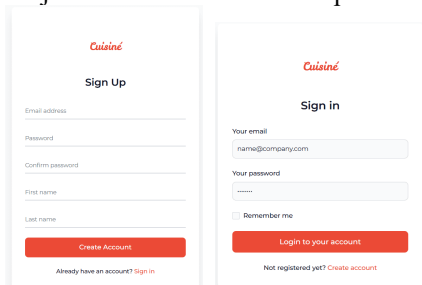 Cuisiné
Sign Up
Email address
Password
Confirm password
First name
Last name
Create Account
Already have an account? Sign in
Cuisiné
Sign in
Your email
name@company.com
Your password
••••••••
Remember me
Login to your account
Not registered yet? Create account